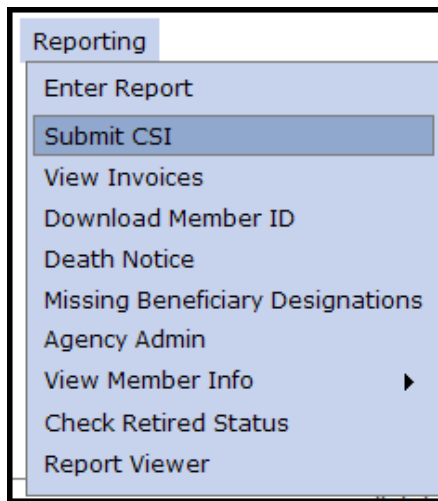 Reporting
Enter Report
Submit CSI
View Invoices
Download Member ID
Death Notice
Missing Beneficiary Designations
Agency Admin
View Member Info
Check Retired Status
Report Viewer